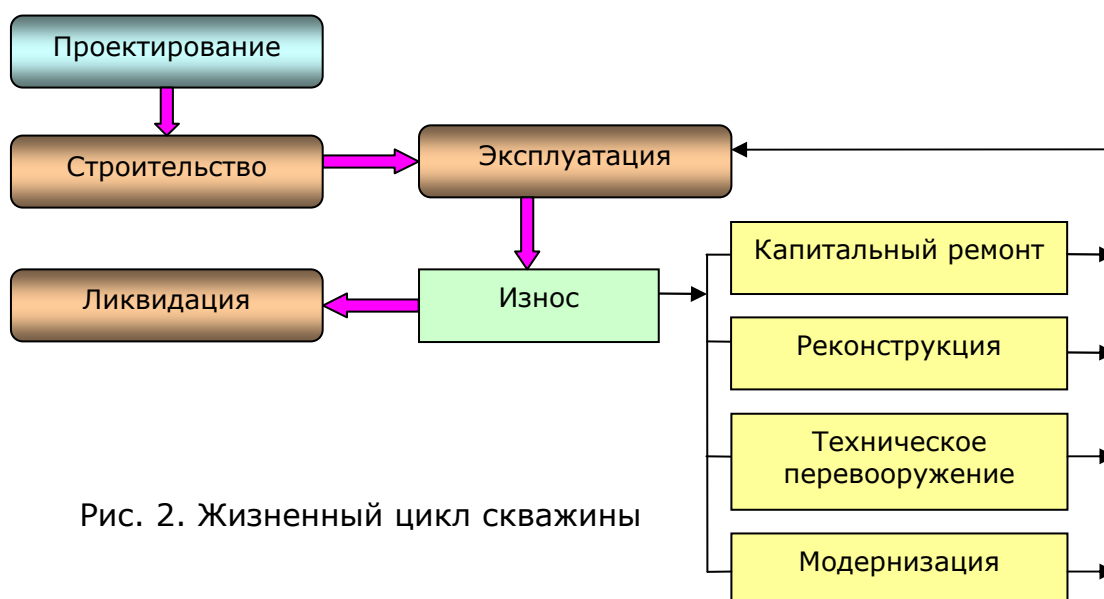 Проектирование
Строительство
Эксплуатация
Ликвидация
Износ
Капитальный ремонт
Реконструкция
Техническое
перевооружение
Модернизация
Рис. 2. Жизненный цикл скважины